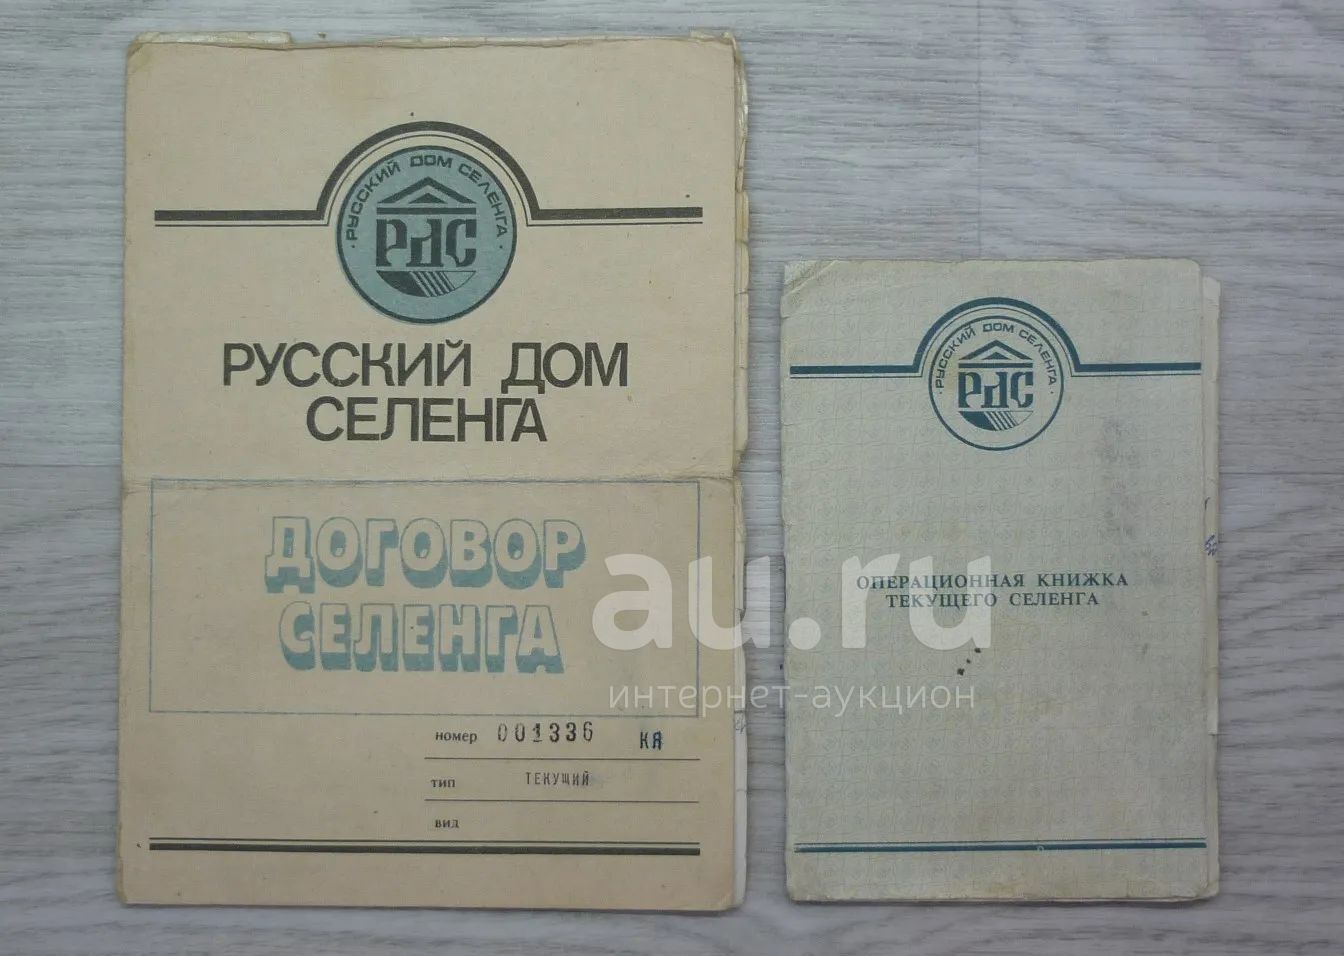 · РУССКИЙ ДОМ СЕЛЕНГА ·
РДС
РУССКИЙ ДОМ
СЕЛЕНГА
ДОГОВОР
СЕЛЕНГА
номер 001336 КЯ
тип ТЕКУЩИЙ
вид
· РУССКИЙ ДОМ СЕЛЕНГА ·
РДС
ОПЕРАЦИОННАЯ КНИЖКА
ТЕКУЩЕГО СЕЛЕНГА
au.ru
интернет-аукцион